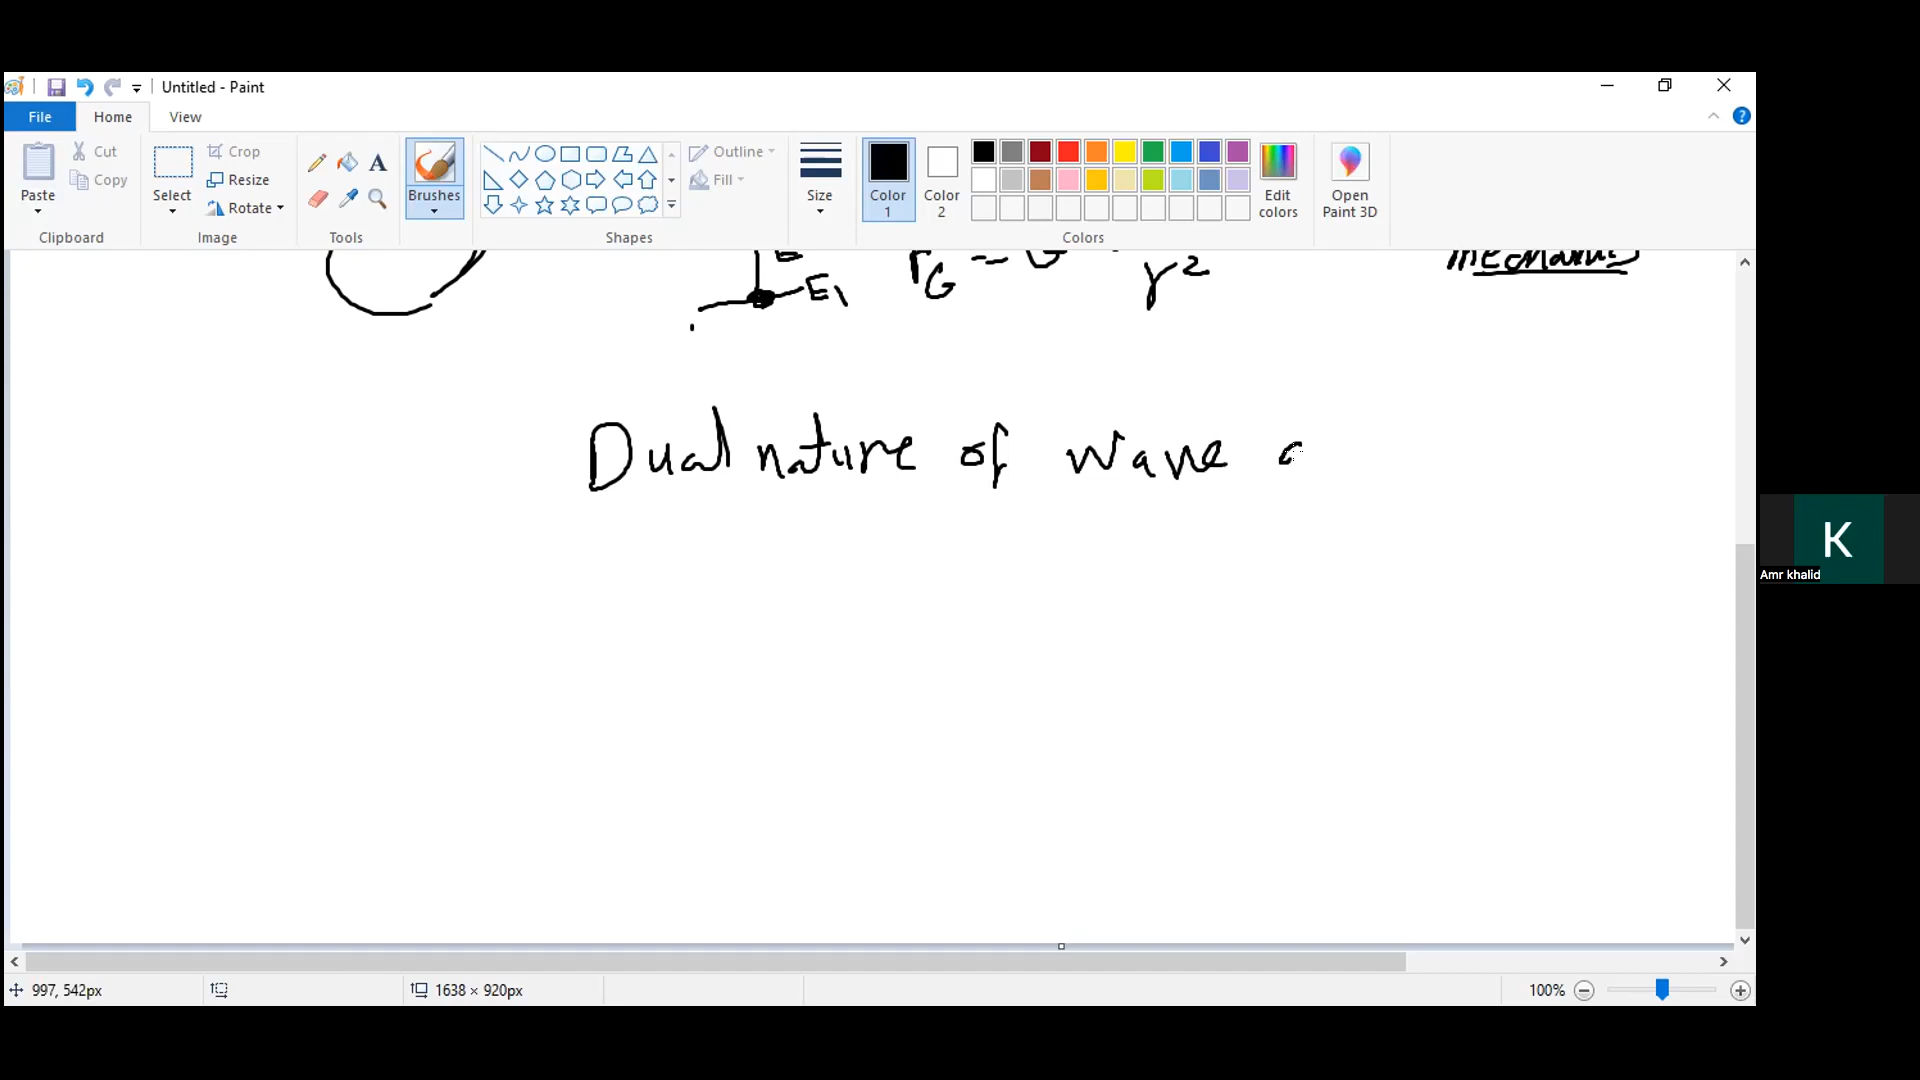 Untitled - Paint
File Home View
Paste
Cut
Copy
Clipboard
Select
Crop
Resize
Rotate
Image
Tools
Brushes
Shapes
Outline
Fill
Size
Color 1
Color 2
Edit colors
Colors
Open Paint 3D
E1
G
r2
Dual nature of wave
K
Amr khalid
997, 542px
1638 × 920px
100%